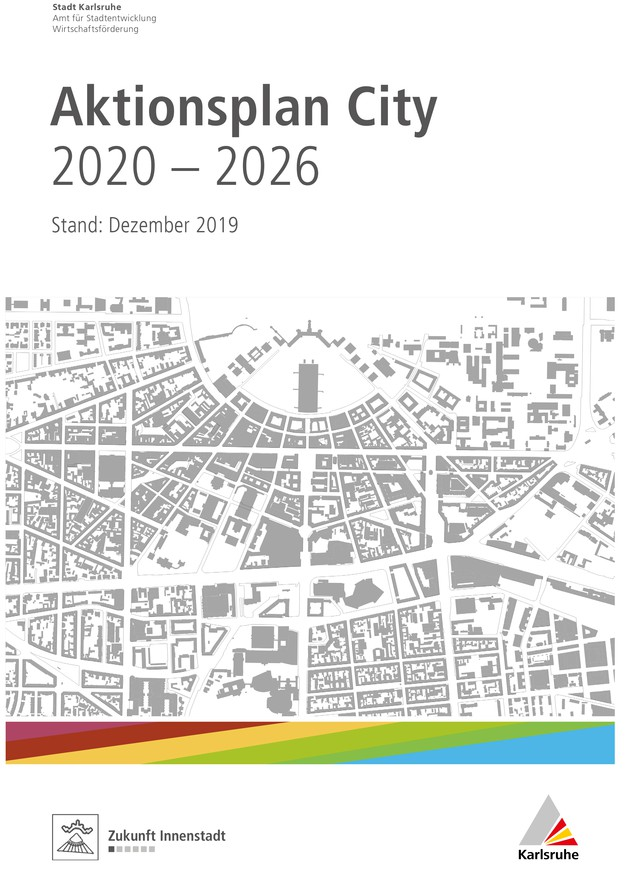 Stadt Karlsruhe
Amt für Stadtentwicklung
Wirtschaftsförderung
Aktionsplan City
2020 – 2026
Stand: Dezember 2019
Zukunft Innenstadt
Karlsruhe